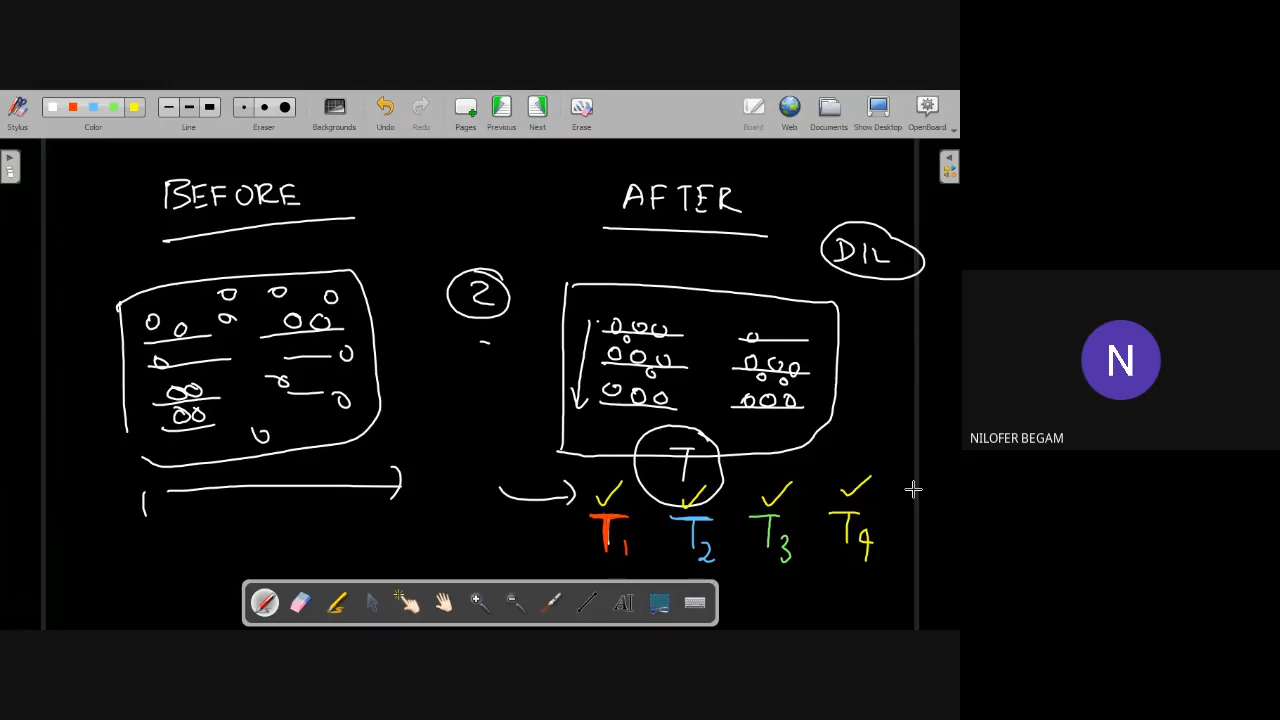 Stylus
Color
Line
Eraser
Backgrounds
Undo
Redo
Pages
Previous
Next
Erase
Board
Web
Documents
Show Desktop
OpenBoard
BEFORE
AFTER
DIL
2
T
T1
T2
T3
T4
N
NILOFER BEGAM